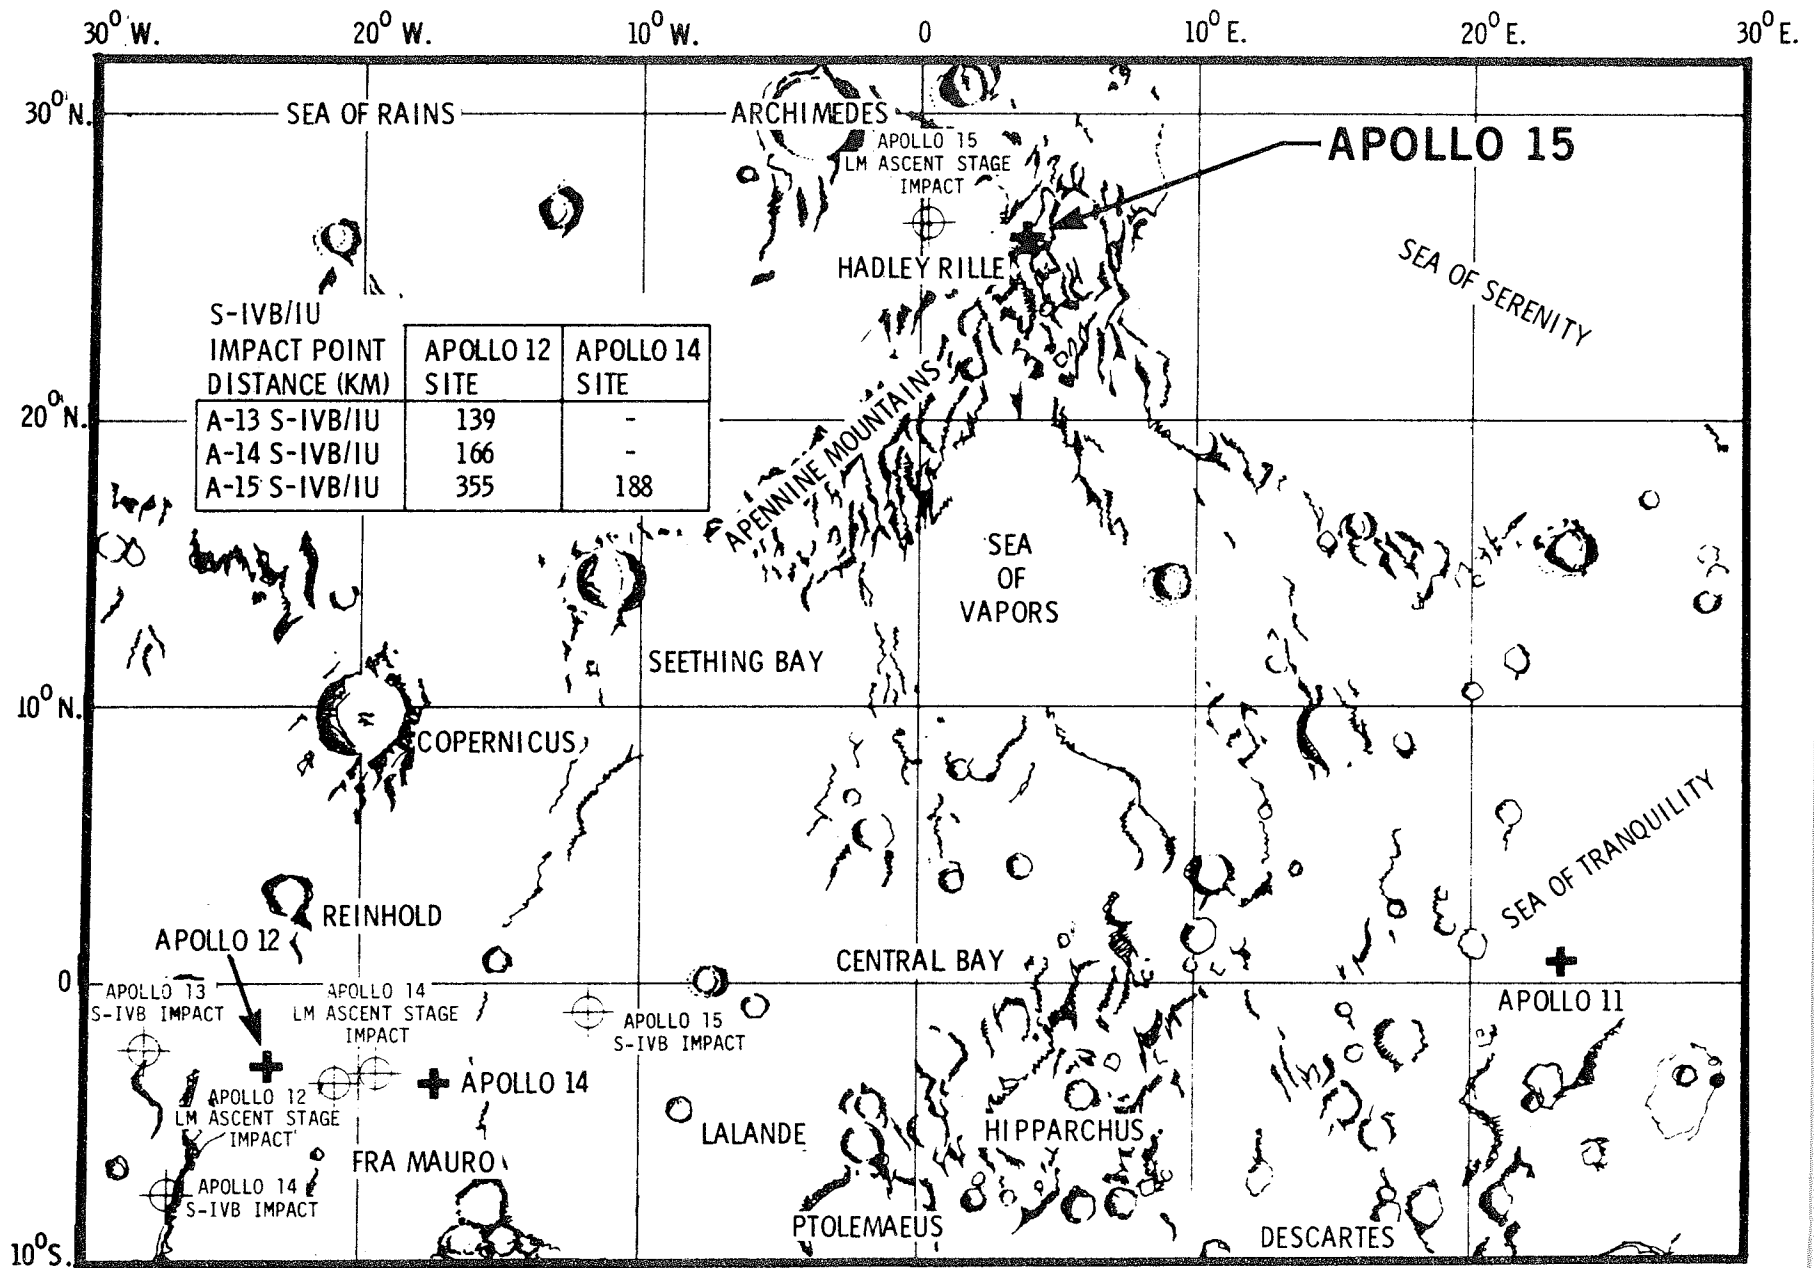 30° W. 20° W. 10° W. 0 10° E. 20° E. 30° E.
30° N. SEA OF RAINS ARCHIMEDES
APOLLO 15
LM ASCENT STAGE
IMPACT
APOLLO 15
HADLEY RILLE
SEA OF SERENITY
S-IVB/IU
IMPACT POINT APOLLO 12 APOLLO 14
DISTANCE (KM) SITE SITE
A-13 S-IVB/IU 139 -
A-14 S-IVB/IU 166 -
A-15 S-IVB/IU 355 188
20° N.
APENNINE MOUNTAINS
SEA
OF
VAPORS
SEETHING BAY
10° N.
COPERNICUS
SEA OF TRANQUILITY
REINHOLD
APOLLO 12
CENTRAL BAY
0
APOLLO 13
S-IVB IMPACT
APOLLO 14
LM ASCENT STAGE
IMPACT
APOLLO 15
S-IVB IMPACT
APOLLO 11
APOLLO 14
APOLLO 12
LM ASCENT STAGE
IMPACT
LALANDE
HIPPARCHUS
FRA MAURO
APOLLO 14
S-IVB IMPACT
PTOLEMAEUS
DESCARTES
10° S.